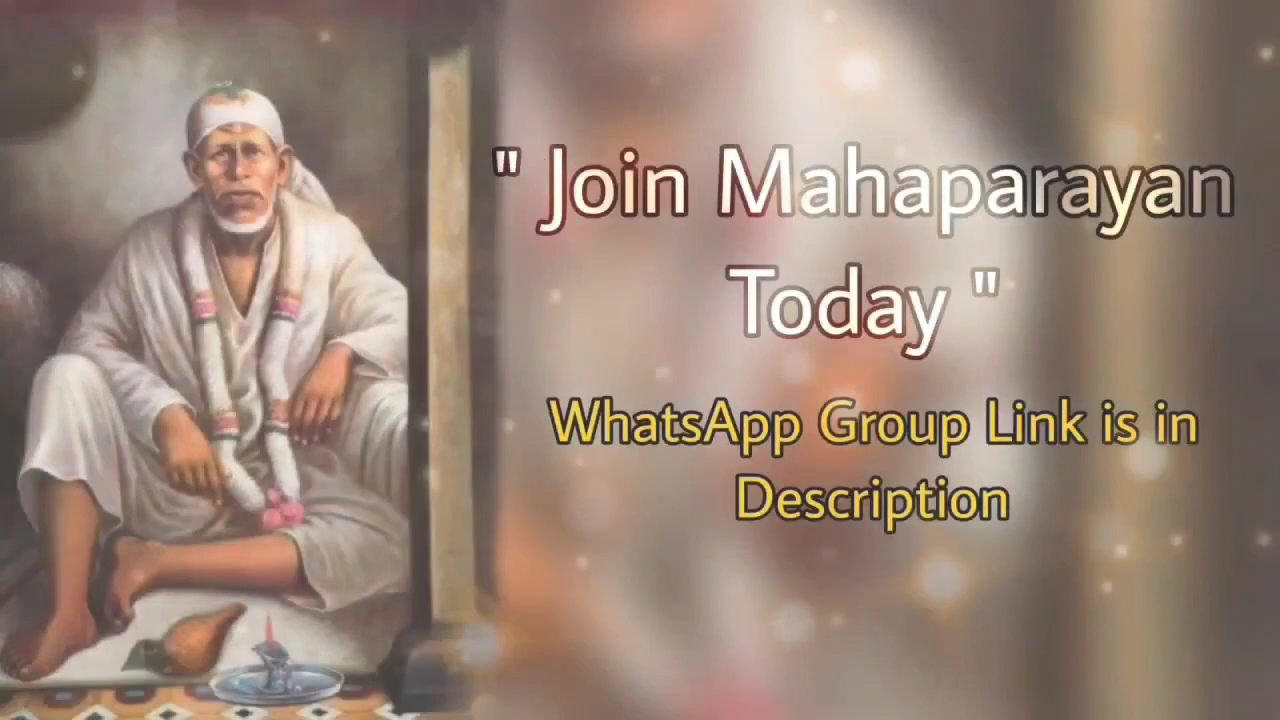 " Join Mahaparayan
Today "
WhatsApp Group Link is in
Description